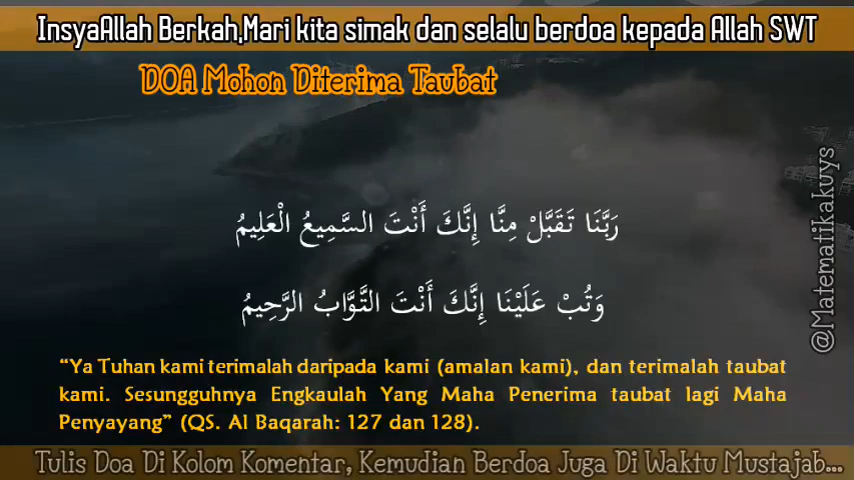 InsyaAllah Berkah,Mari kita simak dan selalu berdoa kepada Allah SWT
DOA Mohon Diterima Taubat
رَبَّنَا تَقَبَّلْ مِنَّا إِنَّكَ أَنْتَ السَّمِيعُ الْعَلِيمُ
وَتُبْ عَلَيْنَا إِنَّكَ أَنْتَ التَّوَّابُ الرَّحِيمُ
“Ya Tuhan kami terimalah daripada kami (amalan kami), dan terimalah taubat
kami. Sesungguhnya Engkaulah Yang Maha Penerima taubat lagi Maha
Penyayang” (QS. Al Baqarah: 127 dan 128).
@Matematikakuys
Tulis Doa Di Kolom Komentar, Kemudian Berdoa Juga Di Waktu Mustajab...